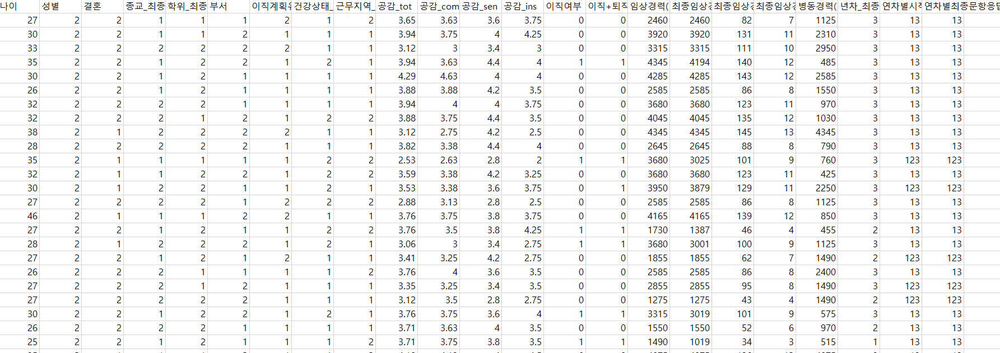 나이 성별 결혼 종교_최종 학위_최종 부서 이직계획유 건강상태_ 근무지역_ 공감_tot 공감_com 공감_sen 공감_ins 이직여부 이직+퇴직 임상경력( 최종임상경 최종임상경 최종임상경 병동경력( 년차_최종 연차별시작 연차별최종문항응답
27 2 2 1 1 1 2 1 2 3.65 3.63 3.6 3.75 0 0 2460 2460 82 7 1125 3 13 13
30 2 2 1 1 2 1 1 1 3.94 3.75 4 4.25 0 0 3920 3920 131 11 2310 3 13 13
33 2 2 2 2 2 2 1 1 3.12 3 3.4 3 0 0 3315 3315 111 10 2950 3 13 13
35 2 2 1 2 2 1 2 1 3.94 3.63 4.4 4 1 1 4345 4194 140 12 485 3 13 13
30 2 2 1 2 1 1 1 1 4.29 4.63 4 4 0 0 4285 4285 143 12 2585 3 13 13
26 2 2 1 2 1 1 1 1 3.88 3.88 4.2 3.5 0 0 2585 2585 86 8 1550 3 13 13
32 2 2 2 2 1 1 1 1 3.94 4 4 3.75 0 0 3680 3680 123 11 970 3 13 13
32 2 2 2 1 2 1 2 2 3.88 3.75 4.4 3.5 0 0 4045 4045 135 12 1030 3 13 13
38 2 1 2 2 2 2 1 1 3.12 2.75 4.2 2.5 0 0 4345 4345 145 13 4345 3 13 13
28 2 2 2 2 2 1 1 1 3.82 3.38 4.4 4 0 0 2645 2645 88 8 790 3 13 13
35 2 1 1 1 1 1 2 2 2.53 2.63 2.8 2 1 1 3680 3025 101 9 760 3 123 123
32 2 1 1 2 2 1 2 2 3.59 3.38 4.2 3.25 0 0 3680 3680 123 11 425 3 13 13
30 2 1 2 2 1 1 2 1 3.53 3.38 3.6 3.75 0 1 3950 3879 129 11 2250 3 123 123
27 2 2 2 2 1 2 2 2 2.88 3.13 2.8 2.5 0 0 2585 2585 86 8 1125 3 13 13
46 2 1 1 1 2 2 1 1 3.76 3.75 3.8 3.75 0 0 4165 4165 139 12 850 3 13 13
27 2 2 1 2 1 1 2 2 3.76 3.5 3.8 4.25 1 1 1730 1387 46 4 455 2 13 13
28 2 1 2 2 2 1 2 1 3.06 3 3.4 2.75 1 1 3680 3001 100 9 1125 3 13 13
27 2 2 1 2 1 2 1 1 3.41 3.25 4.2 2.75 0 0 1855 1855 62 7 1490 2 123 123
26 2 2 2 1 1 1 1 2 3.76 4 3.6 3.5 0 0 2585 2585 86 8 2400 3 13 13
27 2 2 2 1 2 1 1 1 3.35 3.25 3.4 3.5 0 0 2855 2855 95 8 1490 3 123 123
27 2 2 2 2 2 1 1 1 3.12 3.5 2.8 2.75 0 0 1275 1275 43 4 1490 2 123 123
30 2 2 1 2 2 1 2 1 3.76 3.75 3.6 4 1 1 3315 3019 101 9 575 3 13 13
26 2 2 2 2 1 1 1 1 3.71 3.63 4 3.5 0 0 1550 1550 52 6 970 2 13 13
25 2 2 1 2 1 1 1 2 3.71 3.75 3.8 3.5 1 1 1490 1019 34 3 515 1 13 13